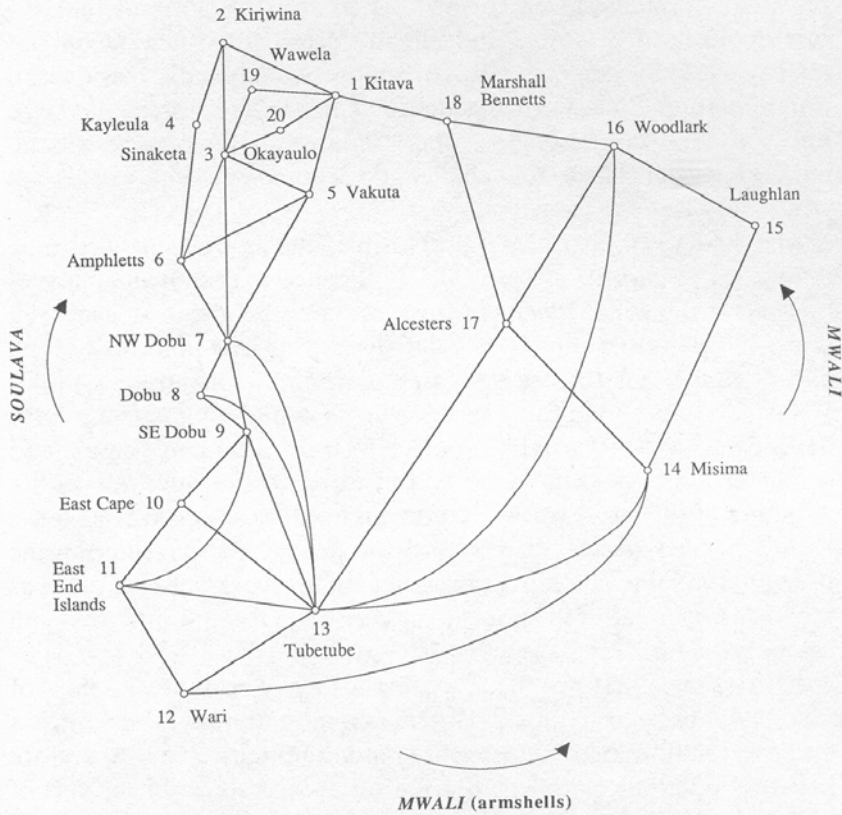 2 Kiriwina
Wawela
19
1 Kitava
18
Marshall
Bennetts
16 Woodlark
Kayleula 4
20
Sinaketa 3 Okayaulo
Laughlan
15
5 Vakuta
Amphletts 6
SOULAVA
Alcesters 17
MWALI
NW Dobu 7
Dobu 8
SE Dobu 9
14 Misima
East Cape 10
East 11
End
Islands
13
Tubetube
12 Wari
MWALI (armshells)